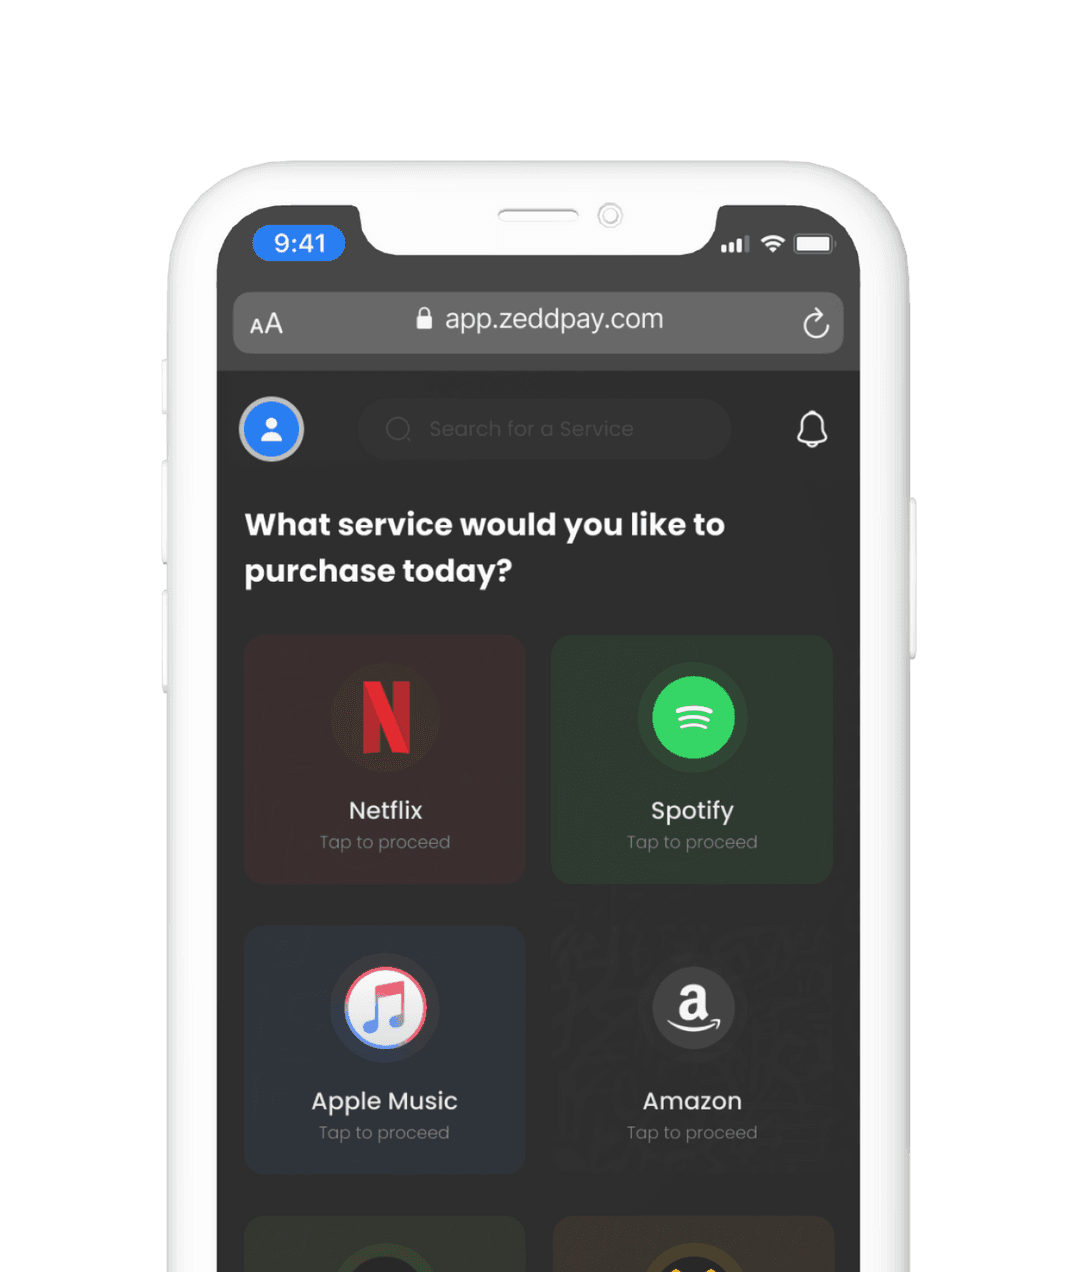 9:41
AA app.zeddpay.com
Search for a Service
What service would you like to
purchase today?
N
Netflix
Tap to proceed
Spotify
Tap to proceed
a
Apple Music
Tap to proceed
Amazon
Tap to proceed